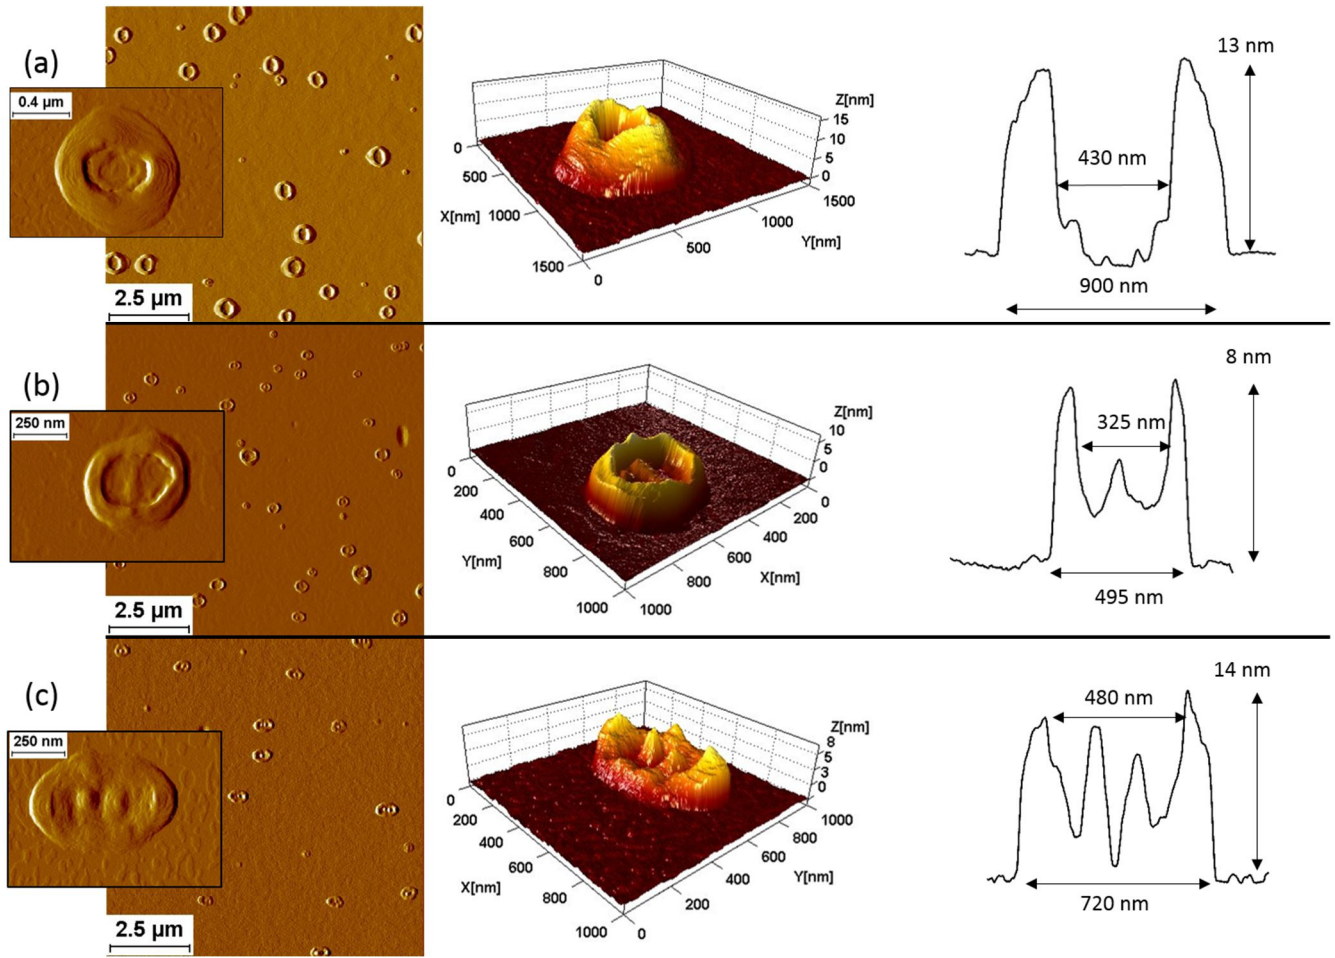 (a)
0.4 µm
2.5 µm
Z[nm]
15
10
5
0
0
500
X[nm]
1000
1500
0
500
Y[nm]
1000
1500
13 nm
430 nm
900 nm
(b)
250 nm
2.5 µm
Z[nm]
10
5
0
0
200
400
Y[nm]
600
800
1000
0
200
400
600
X[nm]
800
1000
8 nm
325 nm
495 nm
(c)
250 nm
2.5 µm
Z[nm]
8
5
3
0
0
200
400
X[nm]
600
800
1000
0
200
400
Y[nm]
600
800
1000
14 nm
480 nm
720 nm